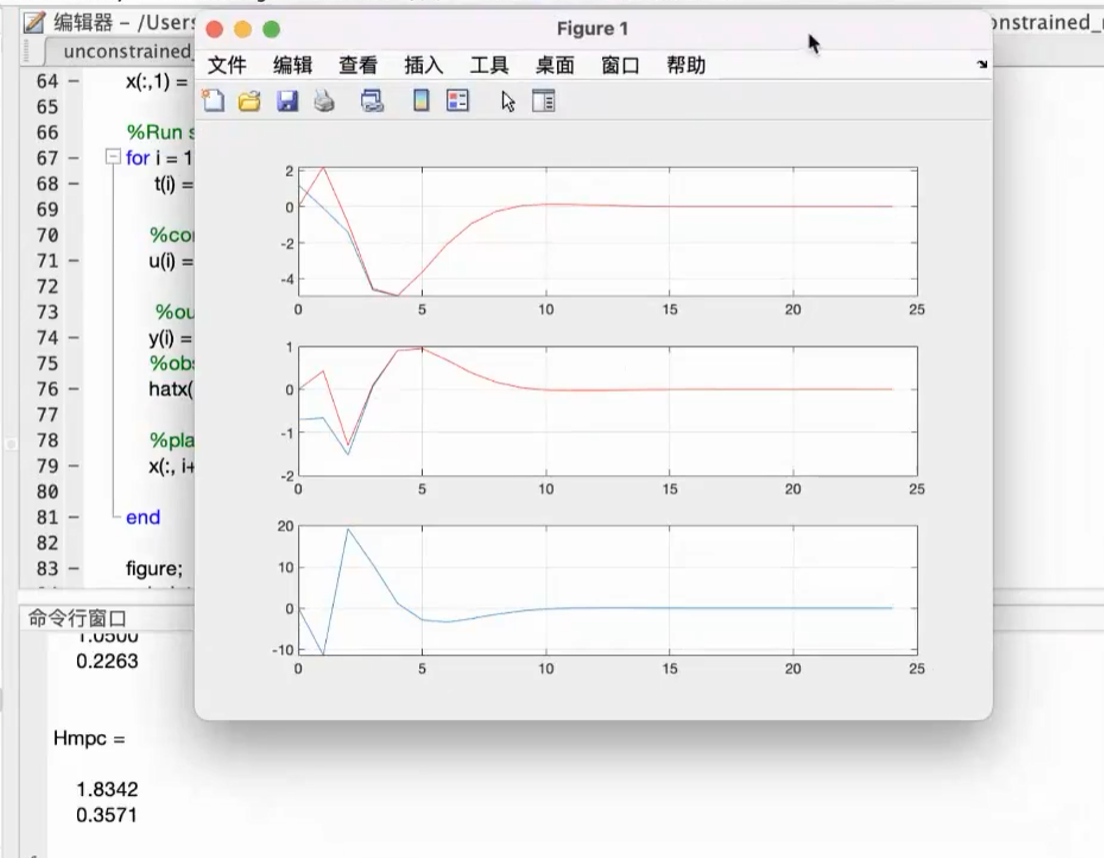 编辑器 – /Users
Figure 1
onstrained_
unconstrained_
文件 编辑 查看 插入 工具 桌面 窗口 帮助
64 – x(:,1) =
65
66 %Run s
67 – for i = 1
68 – t(i) =
69
70 %co
71 – u(i) =
72
73 %ou
74 – y(i) =
75 %obs
76 – hatx(
77
78 %pla
79 – x(:, i+
80
81 – end
82
83 – figure;
2
0
-2
-4
0 5 10 15 20 25
1
0
-1
-2
0 5 10 15 20 25
20
10
0
-10
0 5 10 15 20 25
命令行窗口
1.0500
0.2263
Hmpc =
1.8342
0.3571